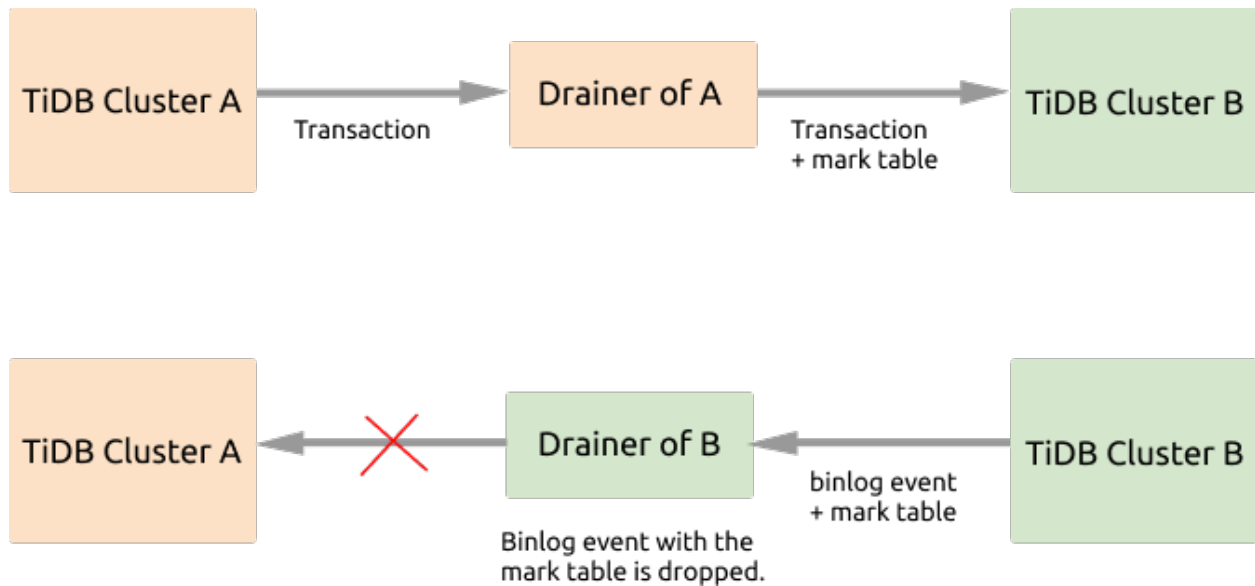 TiDB Cluster A
Transaction
Drainer of A
Transaction
+ mark table
TiDB Cluster B
TiDB Cluster A
Drainer of B
Binlog event with the
mark table is dropped.
binlog event
+ mark table
TiDB Cluster B